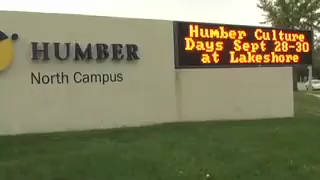 HUMBER
North Campus
Humber Culture
Days Sept 28-30
at Lakeshore